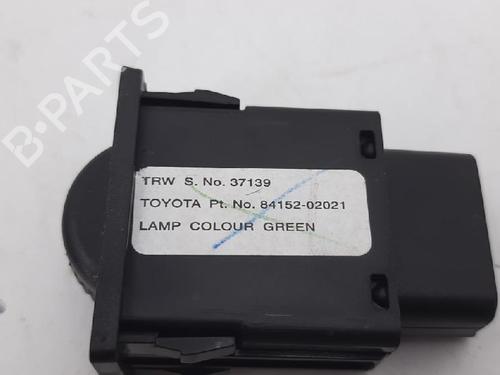 B-PARTS
TRW S. No. 37139
TOYOTA Pt. No. 84152-02021
LAMP COLOUR GREEN